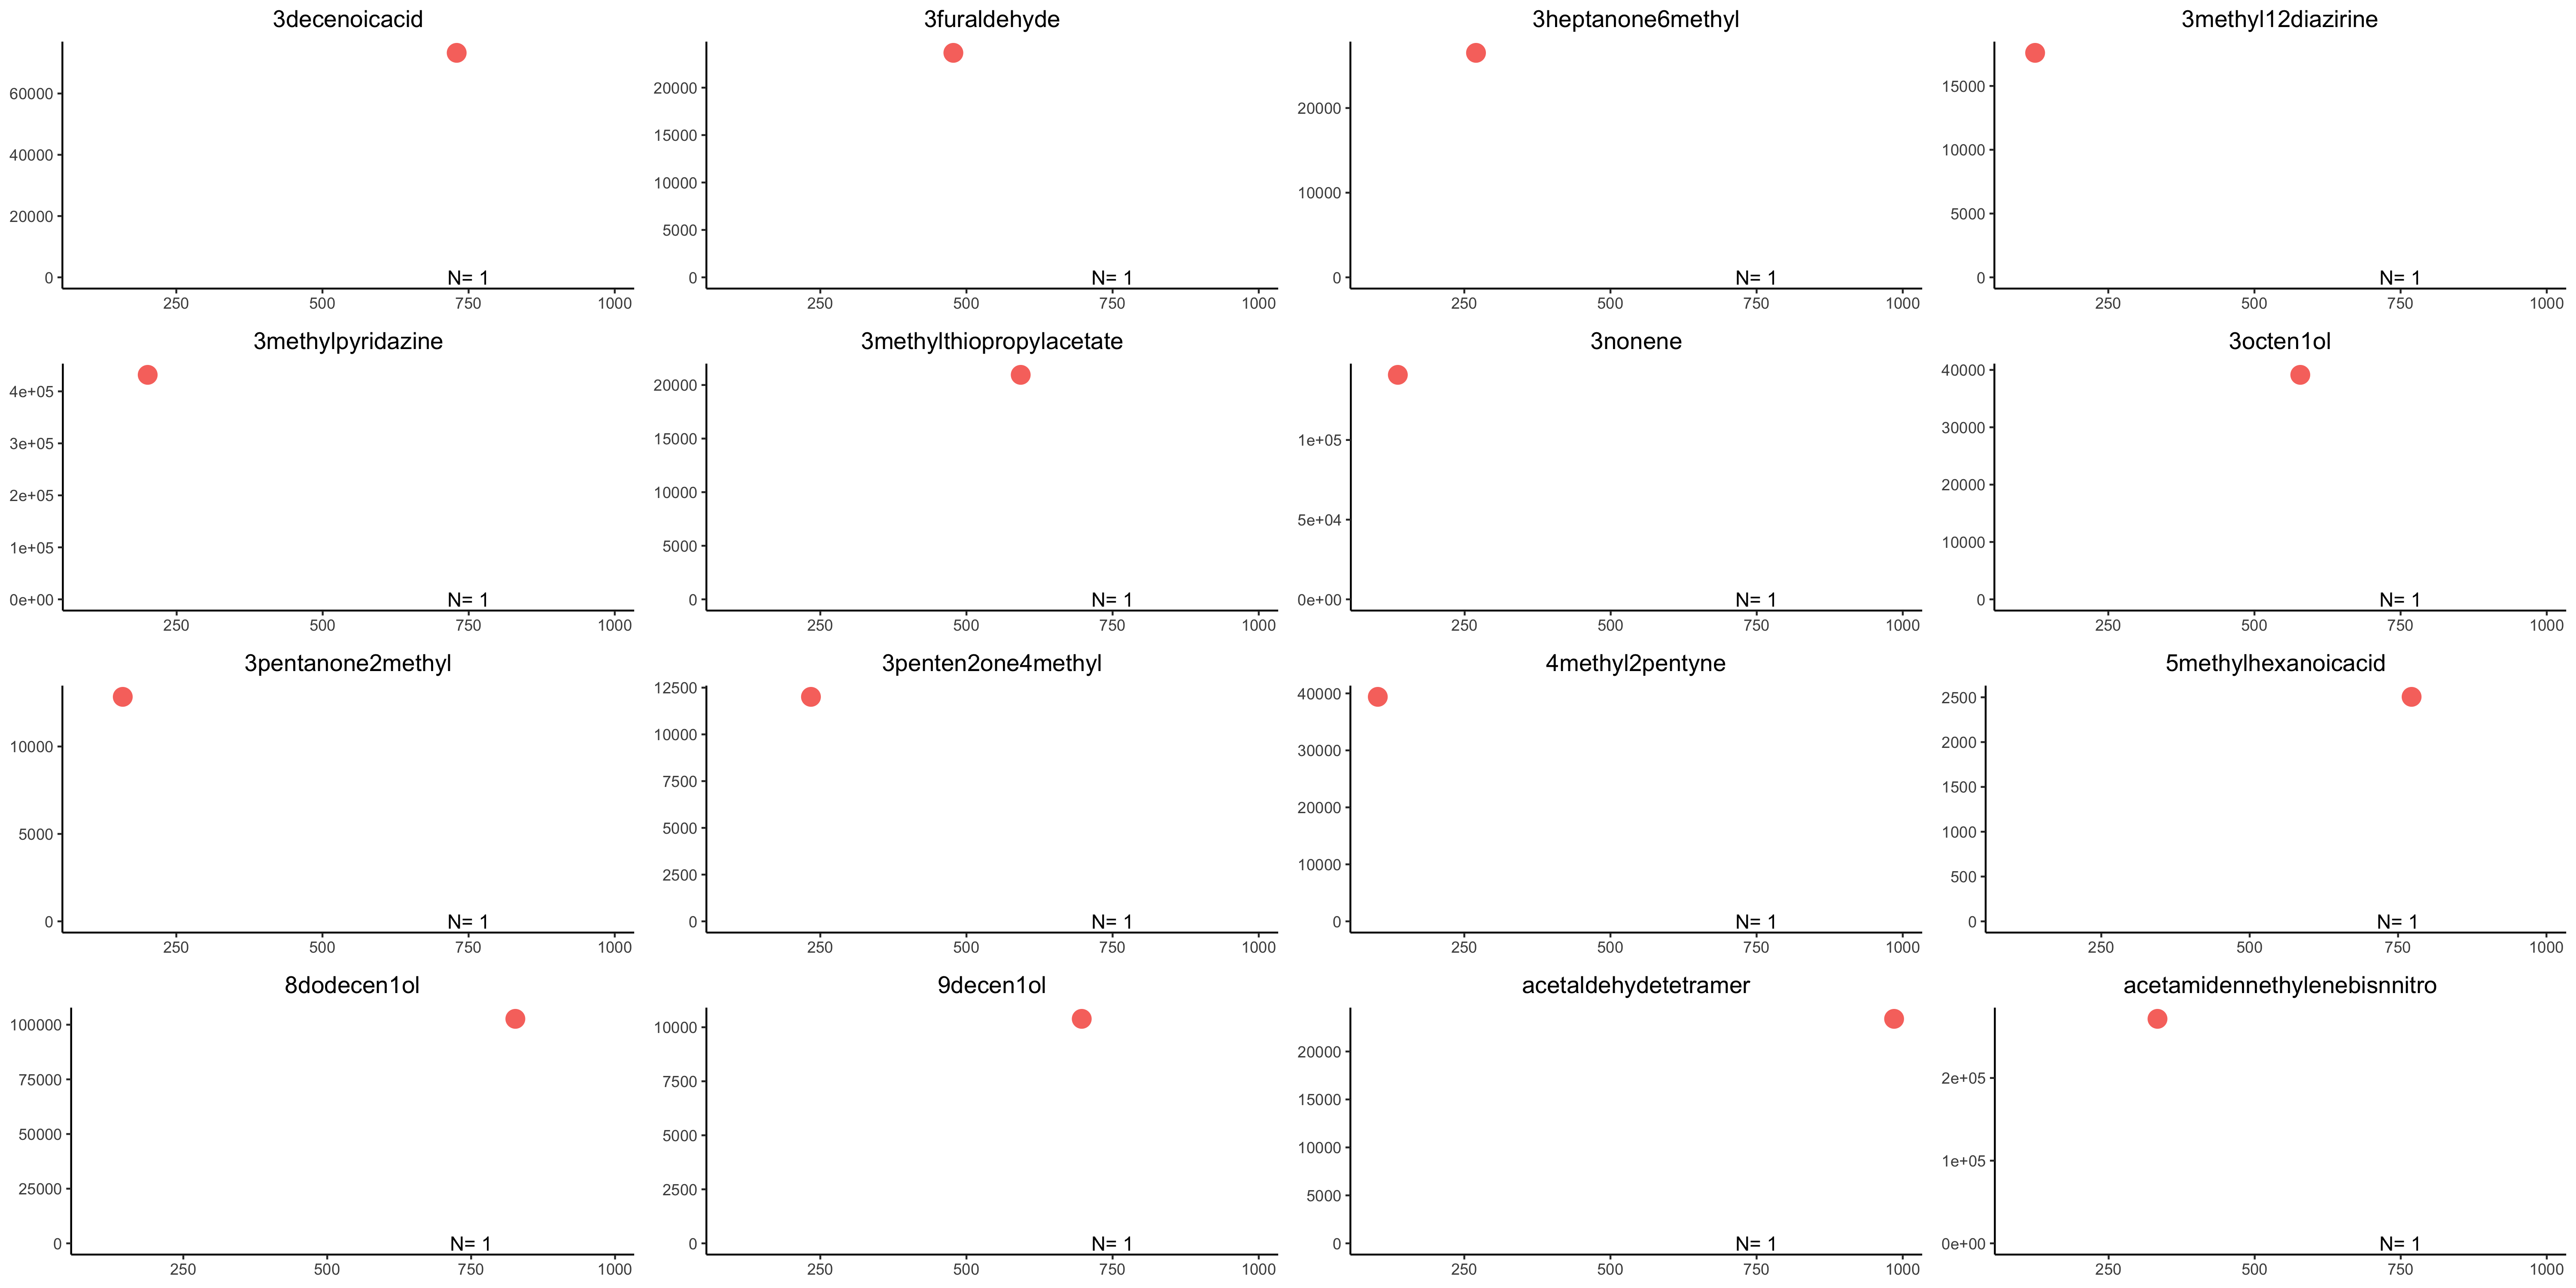 3decenoicacid
60000
40000
20000
0
N= 1
250 500 750 1000
3furaldehyde
20000
15000
10000
5000
0
N= 1
250 500 750 1000
3heptanone6methyl
20000
10000
0
N= 1
250 500 750 1000
3methyl12diazirine
15000
10000
5000
0
N= 1
250 500 750 1000
3methylpyridazine
4e+05
3e+05
2e+05
1e+05
0e+00
N= 1
250 500 750 1000
3methylthiopropylacetate
20000
15000
10000
5000
0
N= 1
250 500 750 1000
3nonene
1e+05
5e+04
0e+00
N= 1
250 500 750 1000
3octen1ol
40000
30000
20000
10000
0
N= 1
250 500 750 1000
3pentanone2methyl
10000
5000
0
N= 1
250 500 750 1000
3penten2one4methyl
12500
10000
7500
5000
2500
0
N= 1
250 500 750 1000
4methyl2pentyne
40000
30000
20000
10000
0
N= 1
250 500 750 1000
5methylhexanoicacid
2500
2000
1500
1000
500
0
N= 1
250 500 750 1000
8dodecen1ol
100000
75000
50000
25000
0
N= 1
250 500 750 1000
9decen1ol
10000
7500
5000
2500
0
N= 1
250 500 750 1000
acetaldehydetetramer
20000
15000
10000
5000
0
N= 1
250 500 750 1000
acetamidennethylenebisnnitro
2e+05
1e+05
0e+00
N= 1
250 500 750 1000